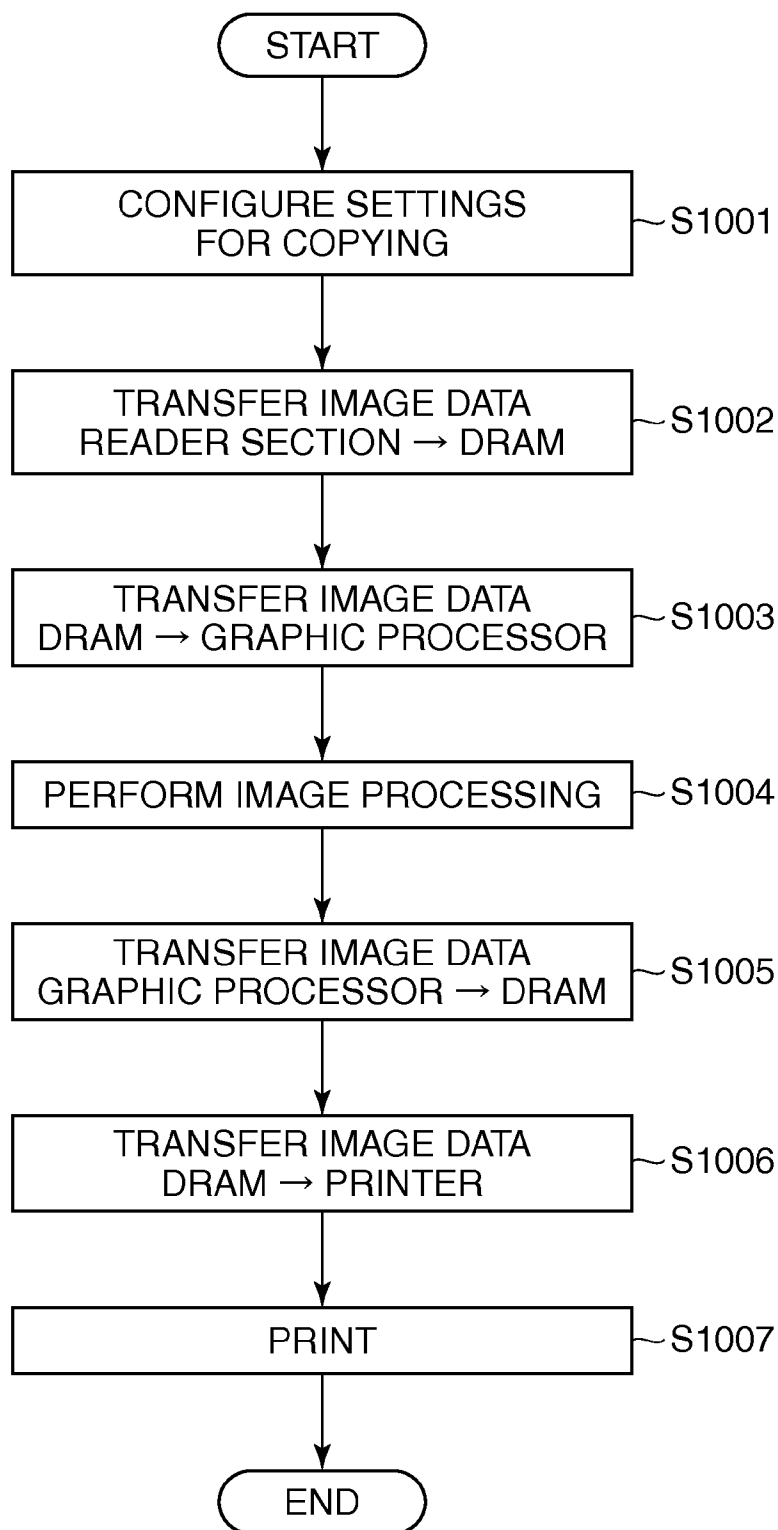 START
CONFIGURE SETTINGS
FOR COPYING
S1001
TRANSFER IMAGE DATA
READER SECTION → DRAM
S1002
TRANSFER IMAGE DATA
DRAM → GRAPHIC PROCESSOR
S1003
PERFORM IMAGE PROCESSING
S1004
TRANSFER IMAGE DATA
GRAPHIC PROCESSOR → DRAM
S1005
TRANSFER IMAGE DATA
DRAM → PRINTER
S1006
PRINT
S1007
END